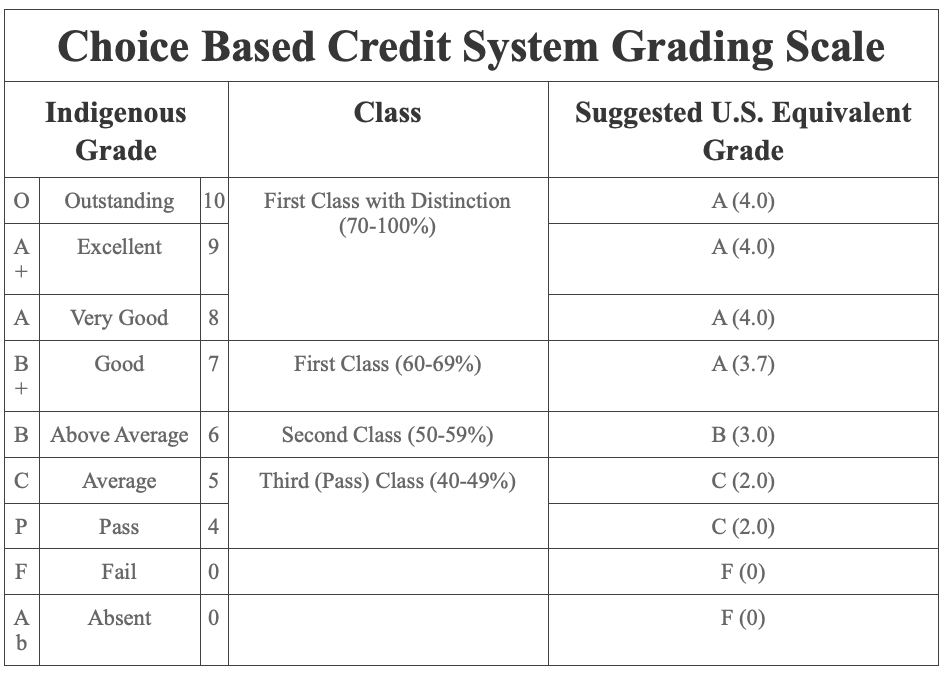 Choice Based Credit System Grading Scale
Indigenous Grade Class Suggested U.S. Equivalent Grade
O Outstanding 10 First Class with Distinction (70-100%) A (4.0)
A+ Excellent 9 A (4.0)
A Very Good 8 A (4.0)
B+ Good 7 First Class (60-69%) A (3.7)
B Above Average 6 Second Class (50-59%) B (3.0)
C Average 5 Third (Pass) Class (40-49%) C (2.0)
P Pass 4 C (2.0)
F Fail 0 F (0)
Ab Absent 0 F (0)